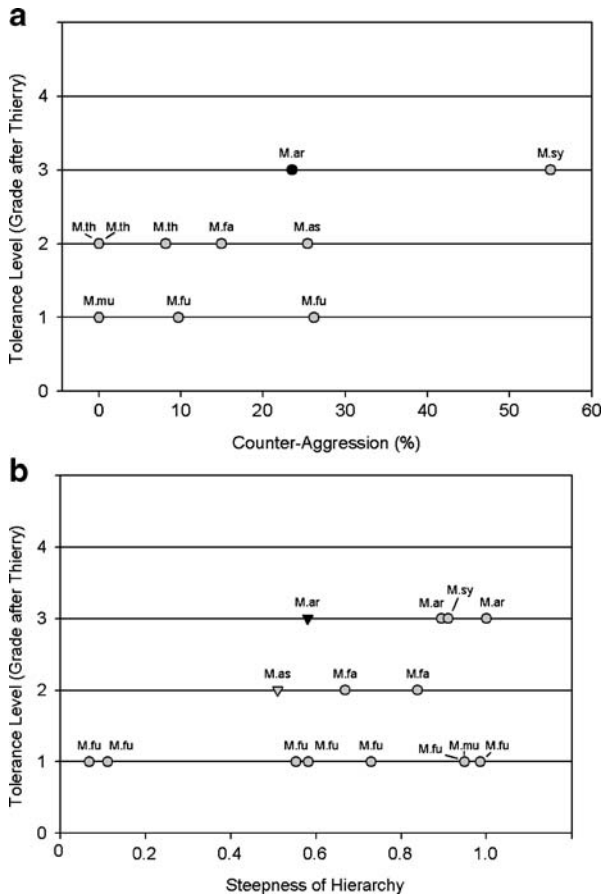 a
Tolerance Level (Grade after Thierry)
4
3
2
1
0
M.ar
M.sy
M.th
M.th
M.th
M.fa
M.as
M.mu
M.fu
M.fu
0 10 20 30 40 50 60
Counter-Aggression (%)
b
Tolerance Level (Grade after Thierry)
4
3
2
1
0
M.ar
M.ar
M.sy
M.ar
M.as
M.fa
M.fa
M.fu
M.fu
M.fu
M.fu
M.fu
M.fu
M.mu
M.fu
0 0.2 0.4 0.6 0.8 1.0
Steepness of Hierarchy